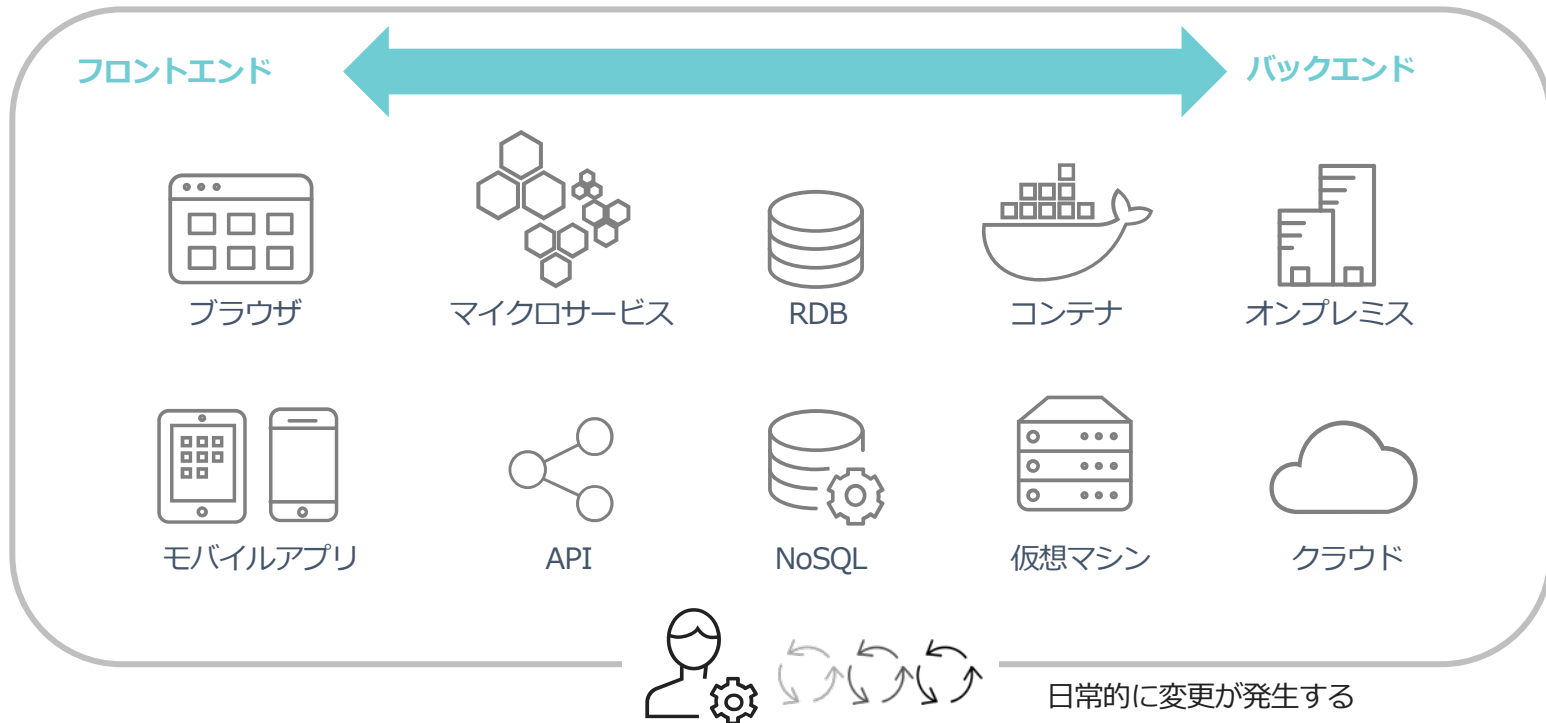 フロントエンド
バックエンド
ブラウザ
マイクロサービス
RDB
コンテナ
オンプレミス
モバイルアプリ
API
NoSQL
仮想マシン
クラウド
日常的に変更が発生する